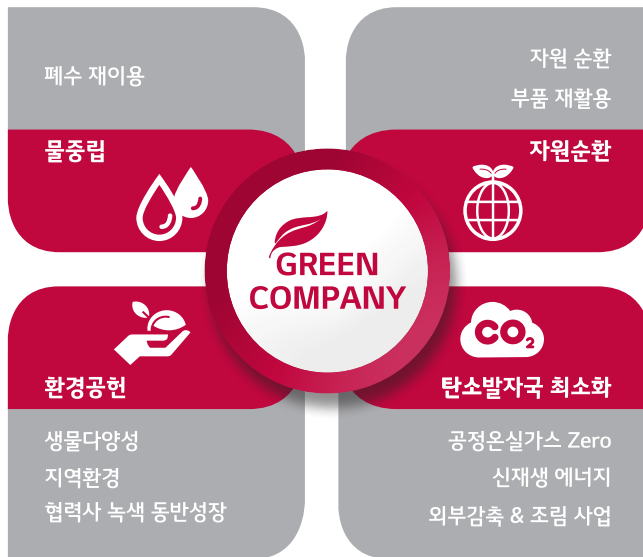 폐수 재이용
물중립
자원 순환
부품 재활용
자원순환
GREEN
COMPANY
환경공헌
생물다양성
지역환경
협력사 녹색 동반성장
CO₂
탄소발자국 최소화
공정온실가스 Zero
신재생 에너지
외부감축 & 조림 사업